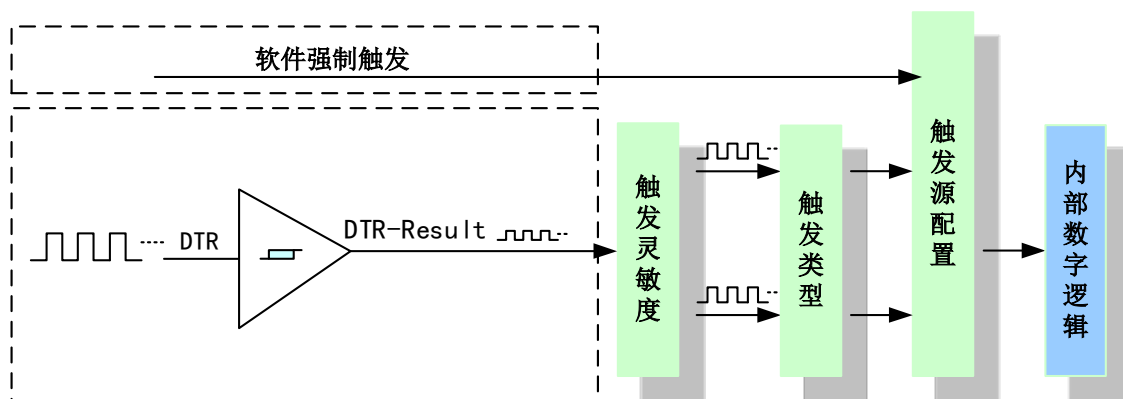 软件强制触发
DTR
DTR-Result
触发灵敏度
触发类型
触发源配置
内部数字逻辑